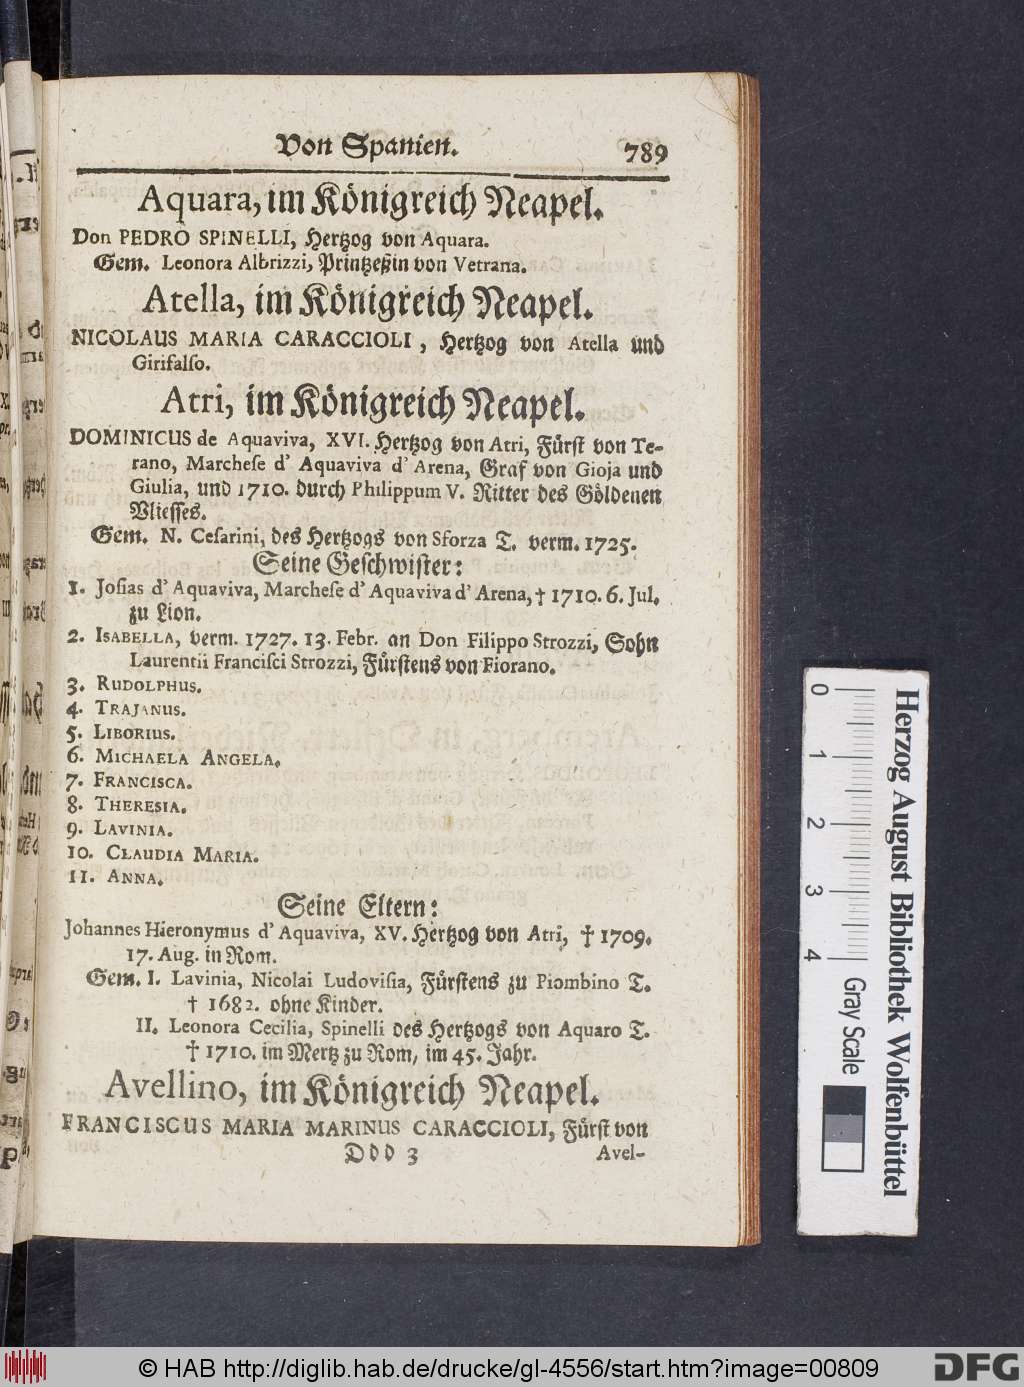 Von Spanien. 789
Aquara, im Königreich Neapel.
Don PEDRO SPINELLI, Hertzog von Aquara.
Gem. Leonora Albrizzi, Printzeßin von Vetrana.
Atella, im Königreich Neapel.
NICOLAUS MARIA CARACCIOLI, Hertzog von Atella und
Girifalſo.
Atri, im Königreich Neapel.
DOMINICUS de Aquaviva, XVI. Hertzog von Atri, Fürſt von Te-
rano, Marcheſe d' Aquaviva d' Arena, Graf von Gioja und
Giulia, und 1710. durch Philippum V. Ritter des Göldenen
Vlieſſes.
Gem. N. Ceſarini, des Hertzogs von Sforza T. verm. 1725.
Seine Geſchwiſter:
1. Joſias d' Aquaviva, Marcheſe d' Aquaviva d' Arena, † 1710. 6. Jul.
zu Lion.
2. ISABELLA, verm. 1727. 13. Febr. an Don Filippo Strozzi, Sohn
Laurentii Franciſci Strozzi, Fürſtens von Fiorano.
3. RUDOLPHUS.
4. TRAJANUS.
5. LIBORIUS.
6. MICHAELA ANGELA.
7. FRANCISCA.
8. THERESIA.
9. LAVINIA.
10. CLAUDIA MARIA.
11. ANNA.
Seine Eltern:
Johannes Hieronymus d' Aquaviva, XV. Hertzog von Atri, † 1709.
17. Aug. in Rom.
Gem. I. Lavinia, Nicolai Ludoviſia, Fürſtens zu Piombino T.
† 1682. ohne Kinder.
II. Leonora Cecilia, Spinelli des Hertzogs von Aquaro T.
† 1710. im Mertz zu Rom, im 45. Jahr.
Avellino, im Königreich Neapel.
FRANCISCUS MARIA MARINUS CARACCIOLI, Fürſt von
Ddd 3 Avel-
0 1 2 3 4
Herzog August Bibliothek Wolfenbüttel
Gray Scale
© HAB http://diglib.hab.de/drucke/gl-4556/start.htm?image=00809
DFG